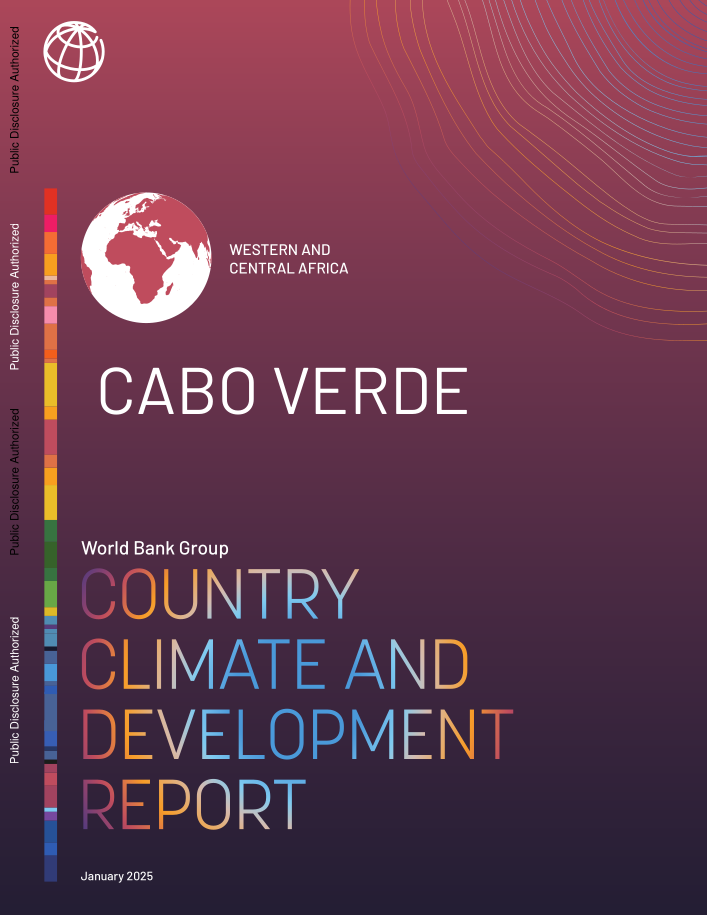 Public Disclosure Authorized
Public Disclosure Authorized
Public Disclosure Authorized
Public Disclosure Authorized
WESTERN AND
CENTRAL AFRICA
CABO VERDE
World Bank Group
COUNTRY
CLIMATE AND
DEVELOPMENT
REPORT
January 2025